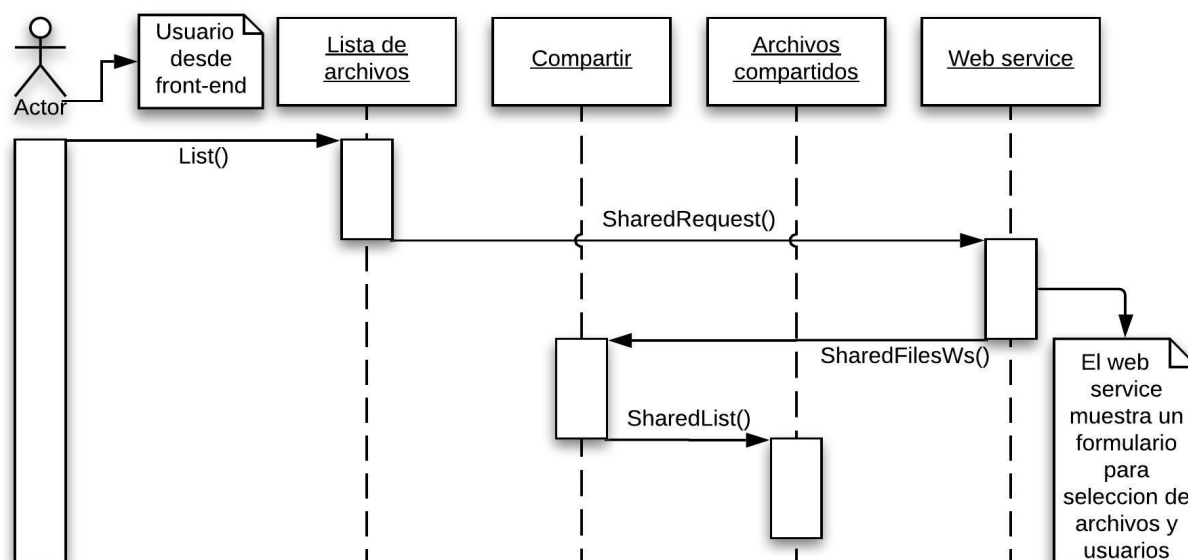 Usuario
desde
front-end
Lista de
archivos
Compartir
Archivos
compartidos
Web service
Actor
List()
SharedRequest()
SharedFilesWs()
SharedList()
El web
service
muestra un
formulario
para
seleccion de
archivos y
usuarios